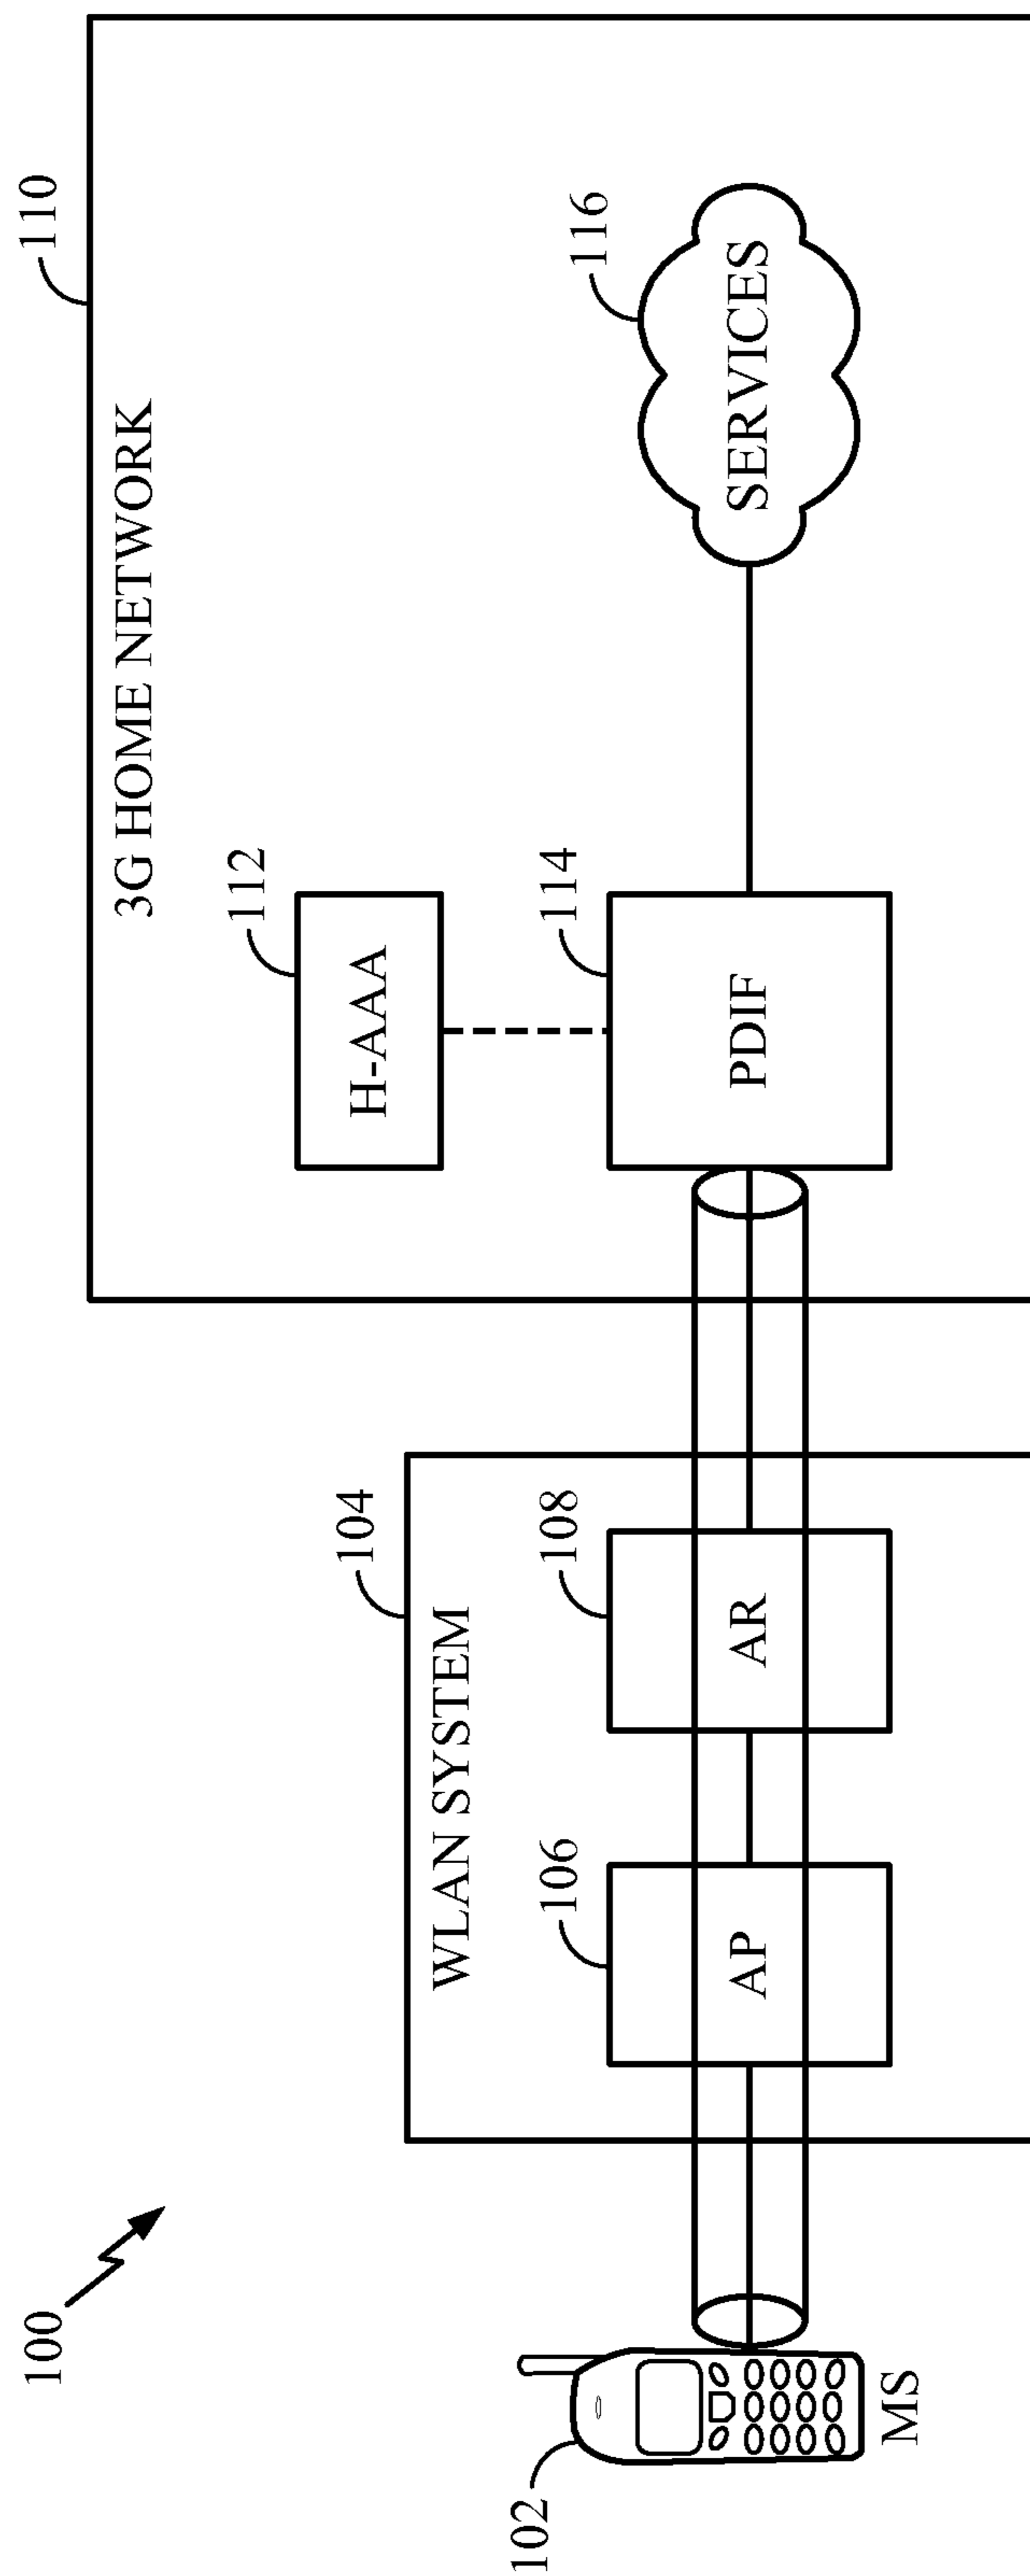 100
110
3G HOME NETWORK
104
WLAN SYSTEM
112
H-AAA
102
MS
106
AP
108
AR
114
PDIF
116
SERVICES